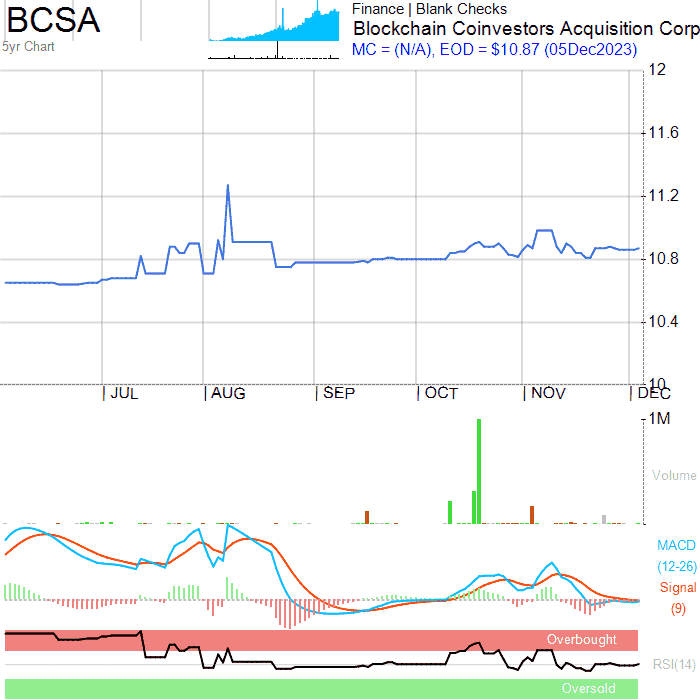 BCSA
5yr Chart
Finance | Blank Checks
Blockchain Coinvestors Acquisition Corp
MC = (N/A), EOD = $10.87 (05Dec2023)
12
11.6
11.2
10.8
10.4
10
| JUL | AUG | SEP | OCT | NOV | DEC
1M
Volume
MACD
(12-26)
Signal
(9)
Overbought
RSI(14)
Oversold